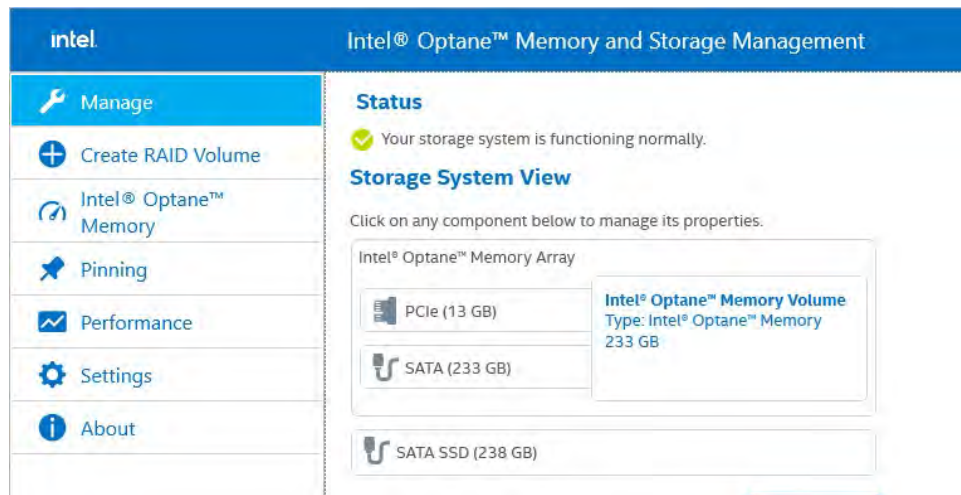 intel.
Intel® Optane™ Memory and Storage Management
Manage
Create RAID Volume
Intel® Optane™
Memory
Pinning
Performance
Settings
About
Status
Your storage system is functioning normally.
Storage System View
Click on any component below to manage its properties.
Intel® Optane™ Memory Array
PCIe (13 GB)
SATA (233 GB)
Intel® Optane™ Memory Volume
Type: Intel® Optane™ Memory
233 GB
SATA SSD (238 GB)